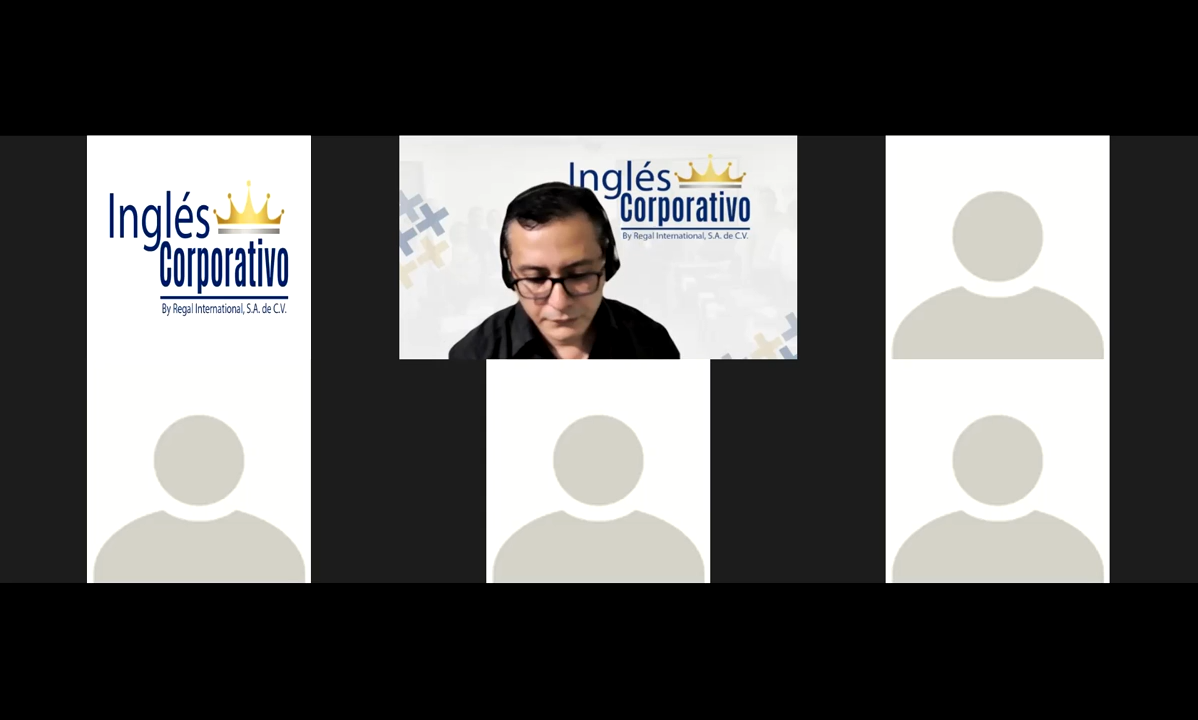 Inglés
Corporativo
By Regal International, S.A. de C.V.
Inglés
Corporativo
By Regal International, S.A. de C.V.